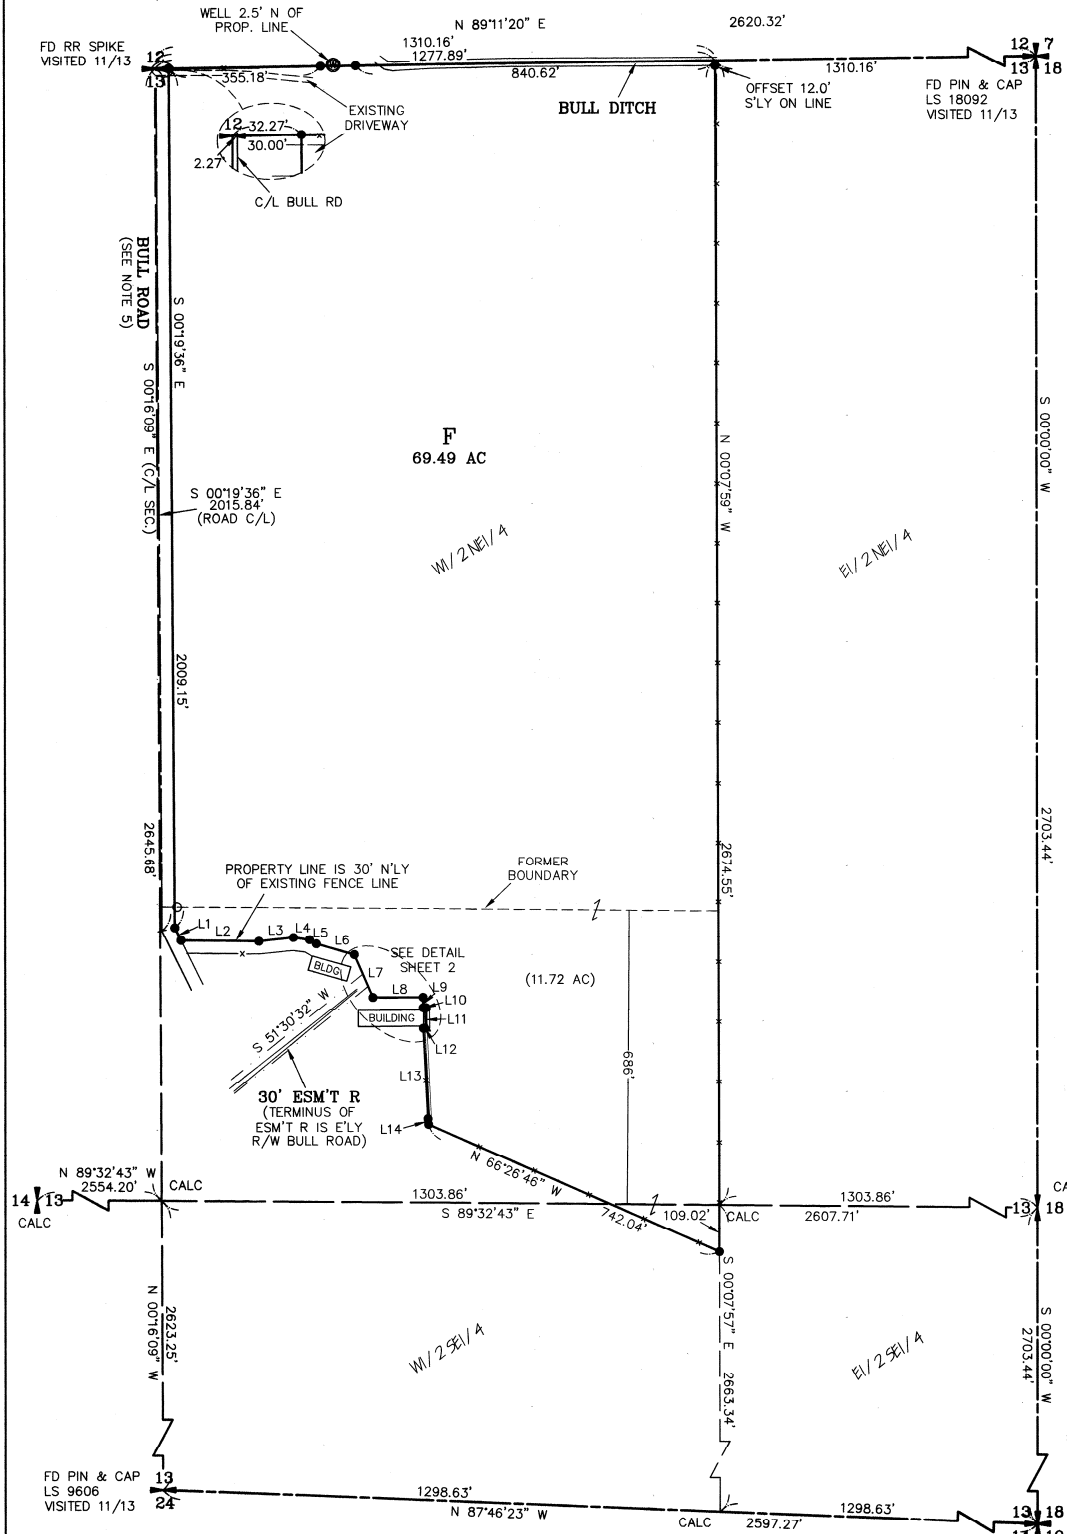 WELL 2.5' N OF
PROP. LINE
N 89°11'20" E
2620.32'
FD RR SPIKE
VISITED 11/13
12
13
1310.16'
1277.89'
355.18'
840.62'
1310.16'
12 7
13 18
BULL DITCH
OFFSET 12.0'
S'LY ON LINE
FD PIN & CAP
LS 18092
VISITED 11/13
EXISTING
DRIVEWAY
12
32.27'
30.00'
2.27
C/L BULL RD
BULL ROAD
(SEE NOTE 5)
S 00°19'36" E
S 00°16'09" E (C/L SEC.)
F
69.49 AC
N 00°07'59" W
S 00°00'00" W
S 00°19'36" E
2015.84'
(ROAD C/L)
W1/2NE1/4
E1/2NE1/4
2009.15'
2645.68'
2674.55'
2703.44'
PROPERTY LINE IS 30' N'LY
OF EXISTING FENCE LINE
FORMER
BOUNDARY
L1
L2
L3
L4
L5
L6
L7
L8
L9
L10
L11
L12
L13
L14
BLDG
BUILDING
SEE DETAIL
SHEET 2
(11.72 AC)
686'
S 51°30'32" W
30' ESM'T R
(TERMINUS OF
ESM'T R IS E'LY
R/W BULL ROAD)
N 66°26'46" W
742.04'
N 89°32'43" W
2554.20'
14 13
CALC
CALC
1303.86'
S 89°32'43" E
109.02'
CALC
1303.86'
2607.71'
13 18
CA
N 00°16'09" W
2623.25'
S 00°07'57" E 2663.34'
S 00°00'00" W
2703.44'
W1/2SE1/4
E1/2SE1/4
FD PIN & CAP
LS 9606
VISITED 11/13
13
24
1298.63'
N 87°46'23" W
CALC
1298.63'
2597.27'
13 18